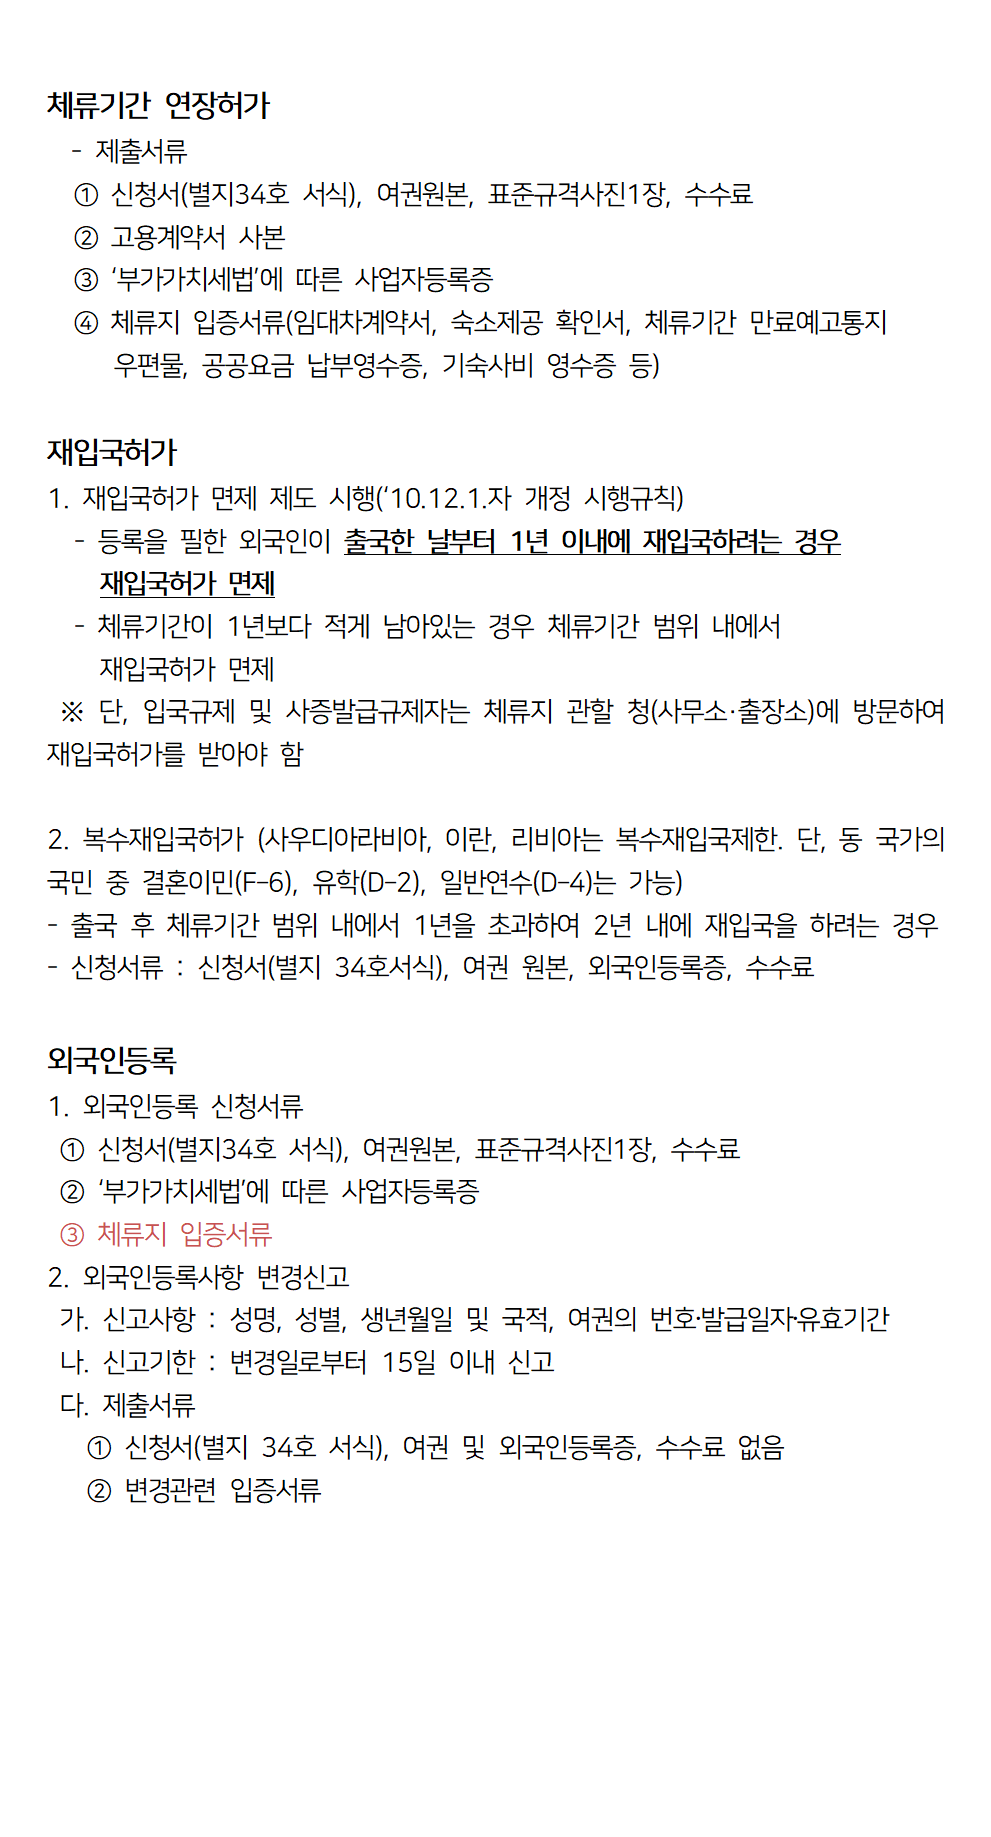 체류기간 연장허가
- 제출서류
① 신청서(별지34호 서식), 여권원본, 표준규격사진1장, 수수료
② 고용계약서 사본
③ ‘부가가치세법’에 따른 사업자등록증
④ 체류지 입증서류(임대차계약서, 숙소제공 확인서, 체류기간 만료예고통지
우편물, 공공요금 납부영수증, 기숙사비 영수증 등)
재입국허가
1. 재입국허가 면제 제도 시행(‘10.12.1.자 개정 시행규칙)
- 등록을 필한 외국인이 출국한 날부터 1년 이내에 재입국하려는 경우
재입국허가 면제
- 체류기간이 1년보다 적게 남아있는 경우 체류기간 범위 내에서
재입국허가 면제
※ 단, 입국규제 및 사증발급규제자는 체류지 관할 청(사무소·출장소)에 방문하여
재입국허가를 받아야 함
2. 복수재입국허가 (사우디아라비아, 이란, 리비아는 복수재입국제한. 단, 동 국가의
국민 중 결혼이민(F-6), 유학(D-2), 일반연수(D-4)는 가능)
- 출국 후 체류기간 범위 내에서 1년을 초과하여 2년 내에 재입국을 하려는 경우
- 신청서류 : 신청서(별지 34호서식), 여권 원본, 외국인등록증, 수수료
외국인등록
1. 외국인등록 신청서류
① 신청서(별지34호 서식), 여권원본, 표준규격사진1장, 수수료
② ‘부가가치세법’에 따른 사업자등록증
③ 체류지 입증서류
2. 외국인등록사항 변경신고
가. 신고사항 : 성명, 성별, 생년월일 및 국적, 여권의 번호·발급일자·유효기간
나. 신고기한 : 변경일로부터 15일 이내 신고
다. 제출서류
① 신청서(별지 34호 서식), 여권 및 외국인등록증, 수수료 없음
② 변경관련 입증서류